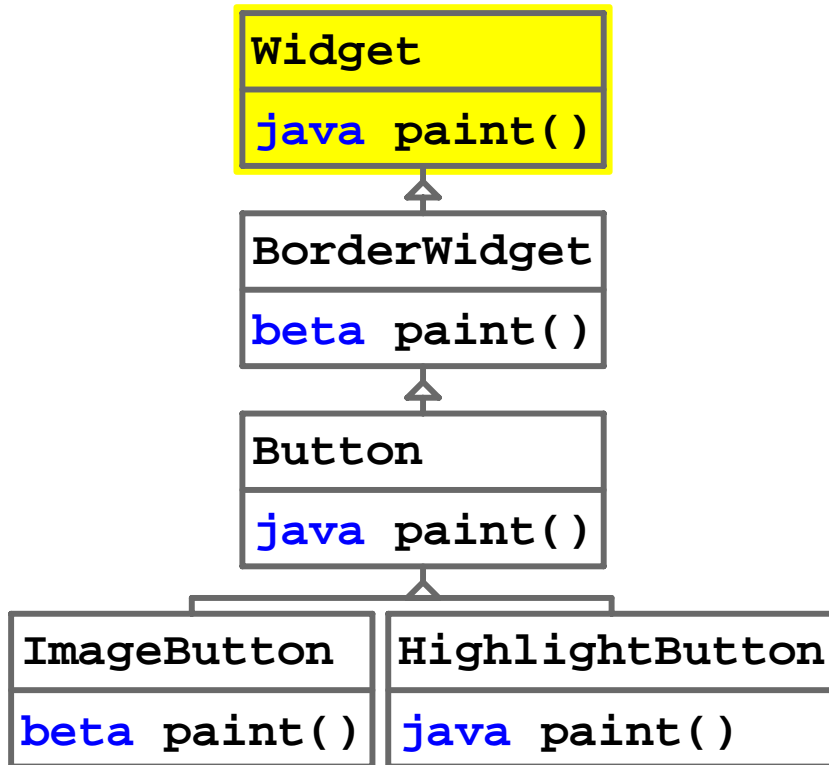 Widget
java paint()
BorderWidget
beta paint()
Button
java paint()
ImageButton
beta paint()
HighlightButton
java paint()